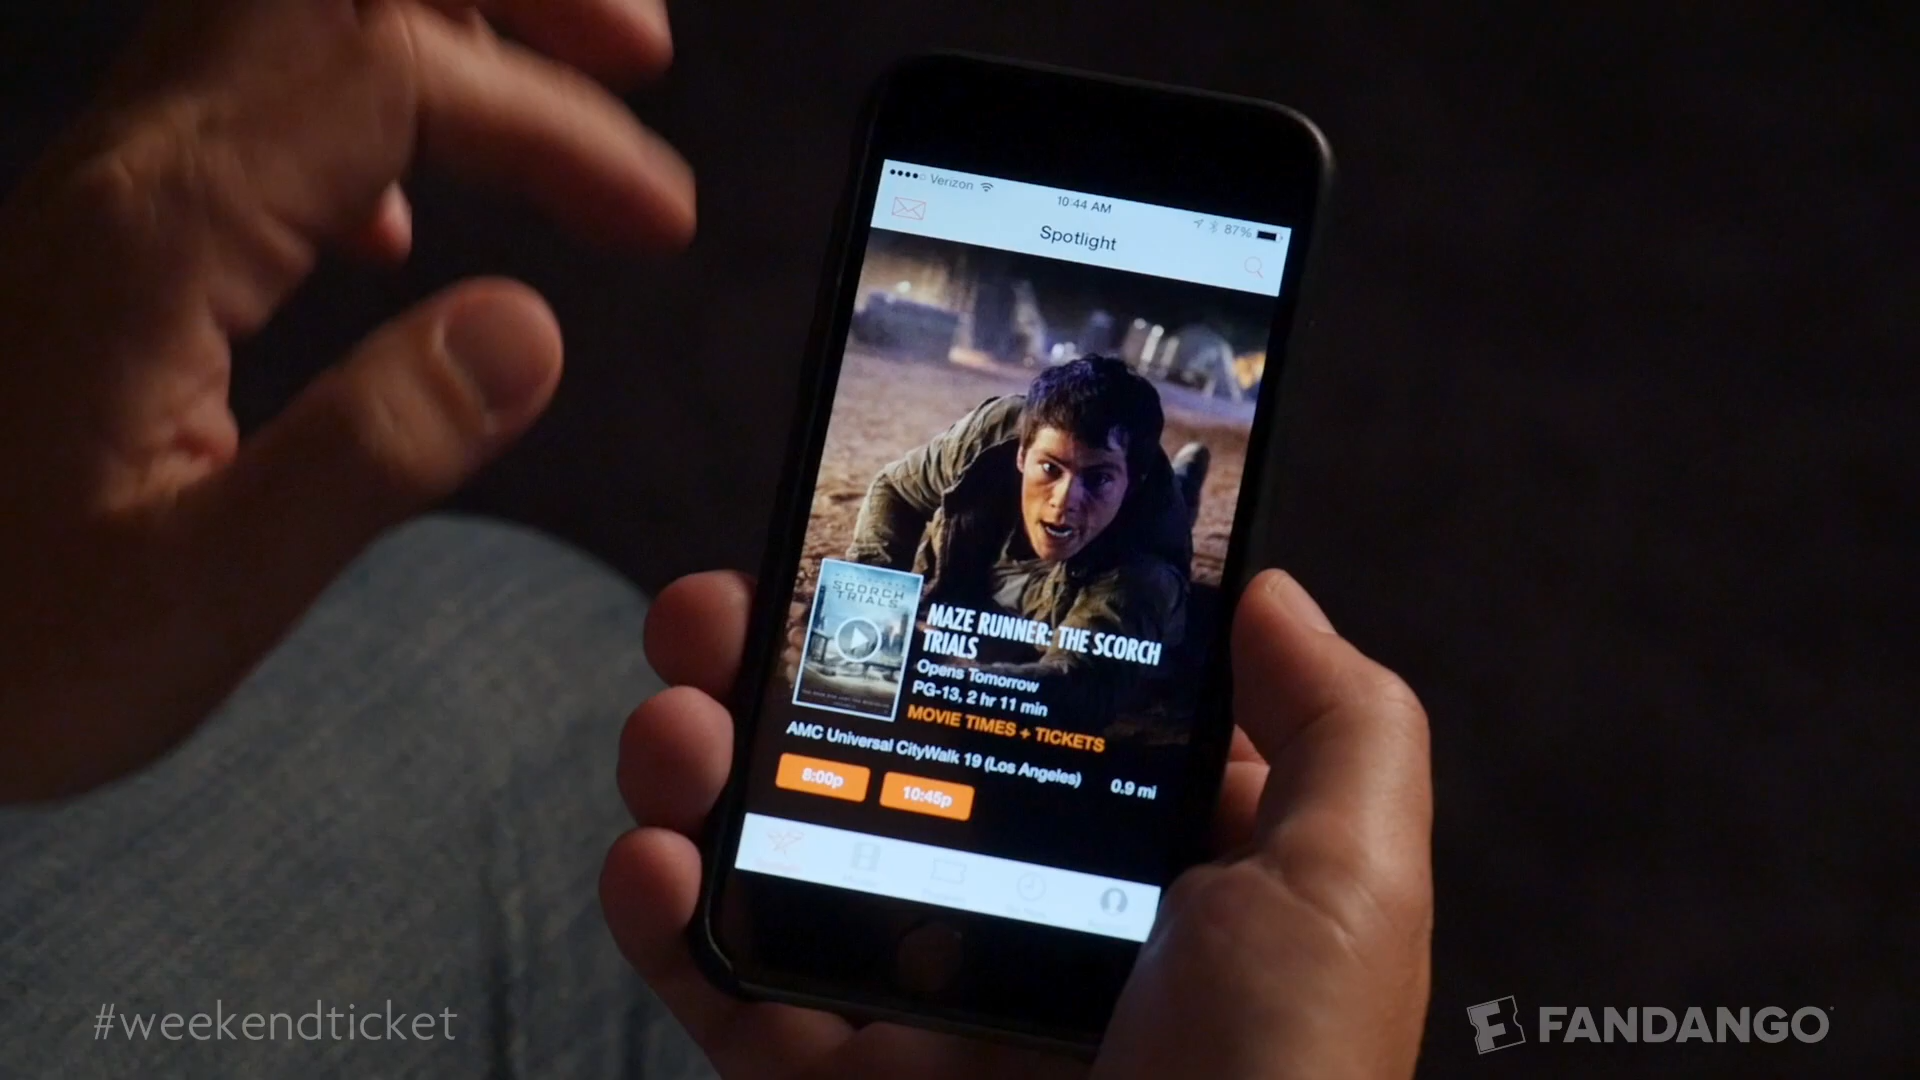 Verizon
10:44 AM
87%
Spotlight
SCORCH
TRIALS
MAZE RUNNER: THE SCORCH
TRIALS
Opens Tomorrow
PG-13, 2 hr 11 min
MOVIE TIMES + TICKETS
AMC Universal CityWalk 19 (Los Angeles) 0.9 mi
8:00p 10:45p
#weekendticket
FANDANGO